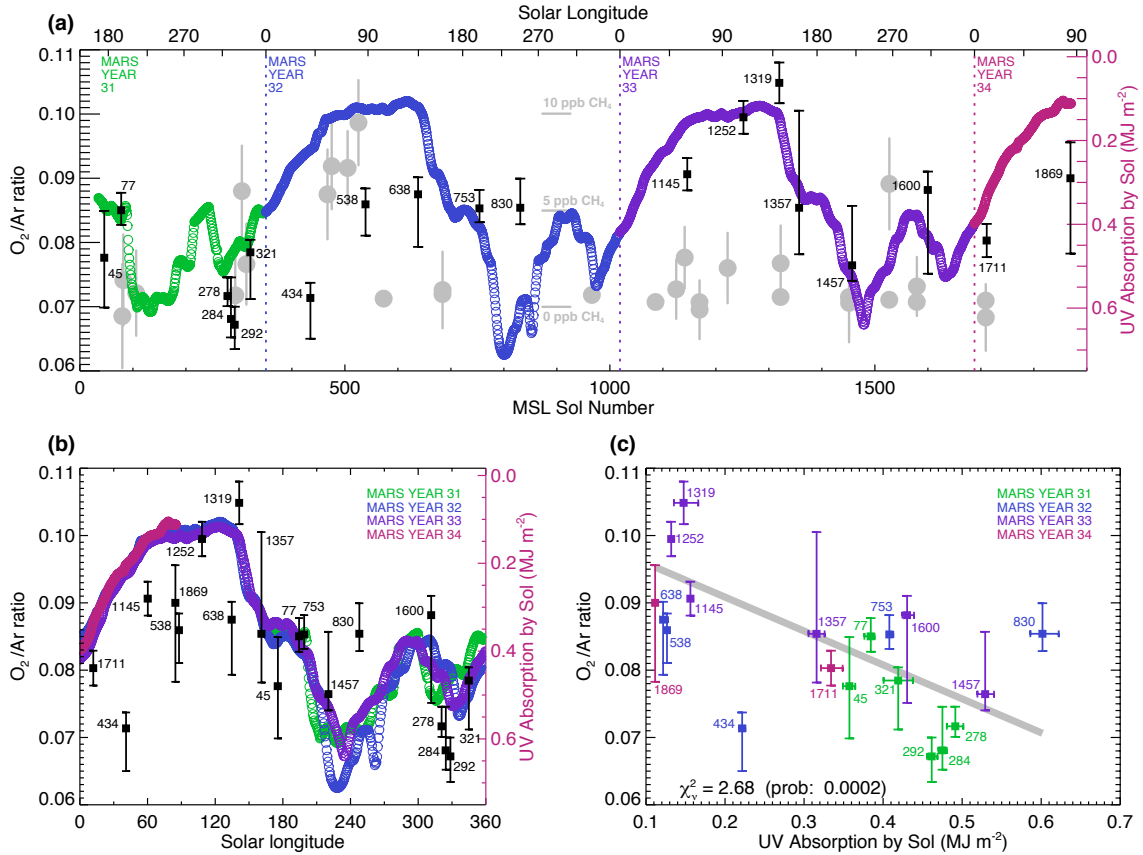 Solar Longitude
(a)
180 270 0 90 180 270 0 90 180 270 0 90
0.11
0.10
0.09
0.08
0.07
0.06
O2/Ar ratio
MARS
YEAR
31
MARS
YEAR
32
MARS
YEAR
33
MARS
YEAR
34
0.0
0.2
0.4
0.6
UV Absorption by Sol (MJ m-2)
10 ppb CH4
5 ppb CH4
0 ppb CH4
77
45
278
284
292
321
434
538
638
753
830
1145
1252
1319
1357
1457
1600
1711
1869
0 500 1000 1500
MSL Sol Number
(b)
0.11
0.10
0.09
0.08
0.07
0.06
O2/Ar ratio
MARS YEAR 31
MARS YEAR 32
MARS YEAR 33
MARS YEAR 34
0.0
0.2
0.4
0.6
UV Absorption by Sol (MJ m-2)
1319
1252
1357
1145
1869
538
638
77
753
830
1600
1711
45
1457
434
278
284
292
321
0 60 120 180 240 300 360
Solar longitude
(c)
0.11
0.10
0.09
0.08
0.07
0.06
O2/Ar ratio
MARS YEAR 31
MARS YEAR 32
MARS YEAR 33
MARS YEAR 34
1319
1252
638
1145
538
1357
77
753
1600
830
1869
1711
45
321
1457
434
278
292
284
χν2 = 2.68 (prob: 0.0002)
0.1 0.2 0.3 0.4 0.5 0.6 0.7
UV Absorption by Sol (MJ m-2)